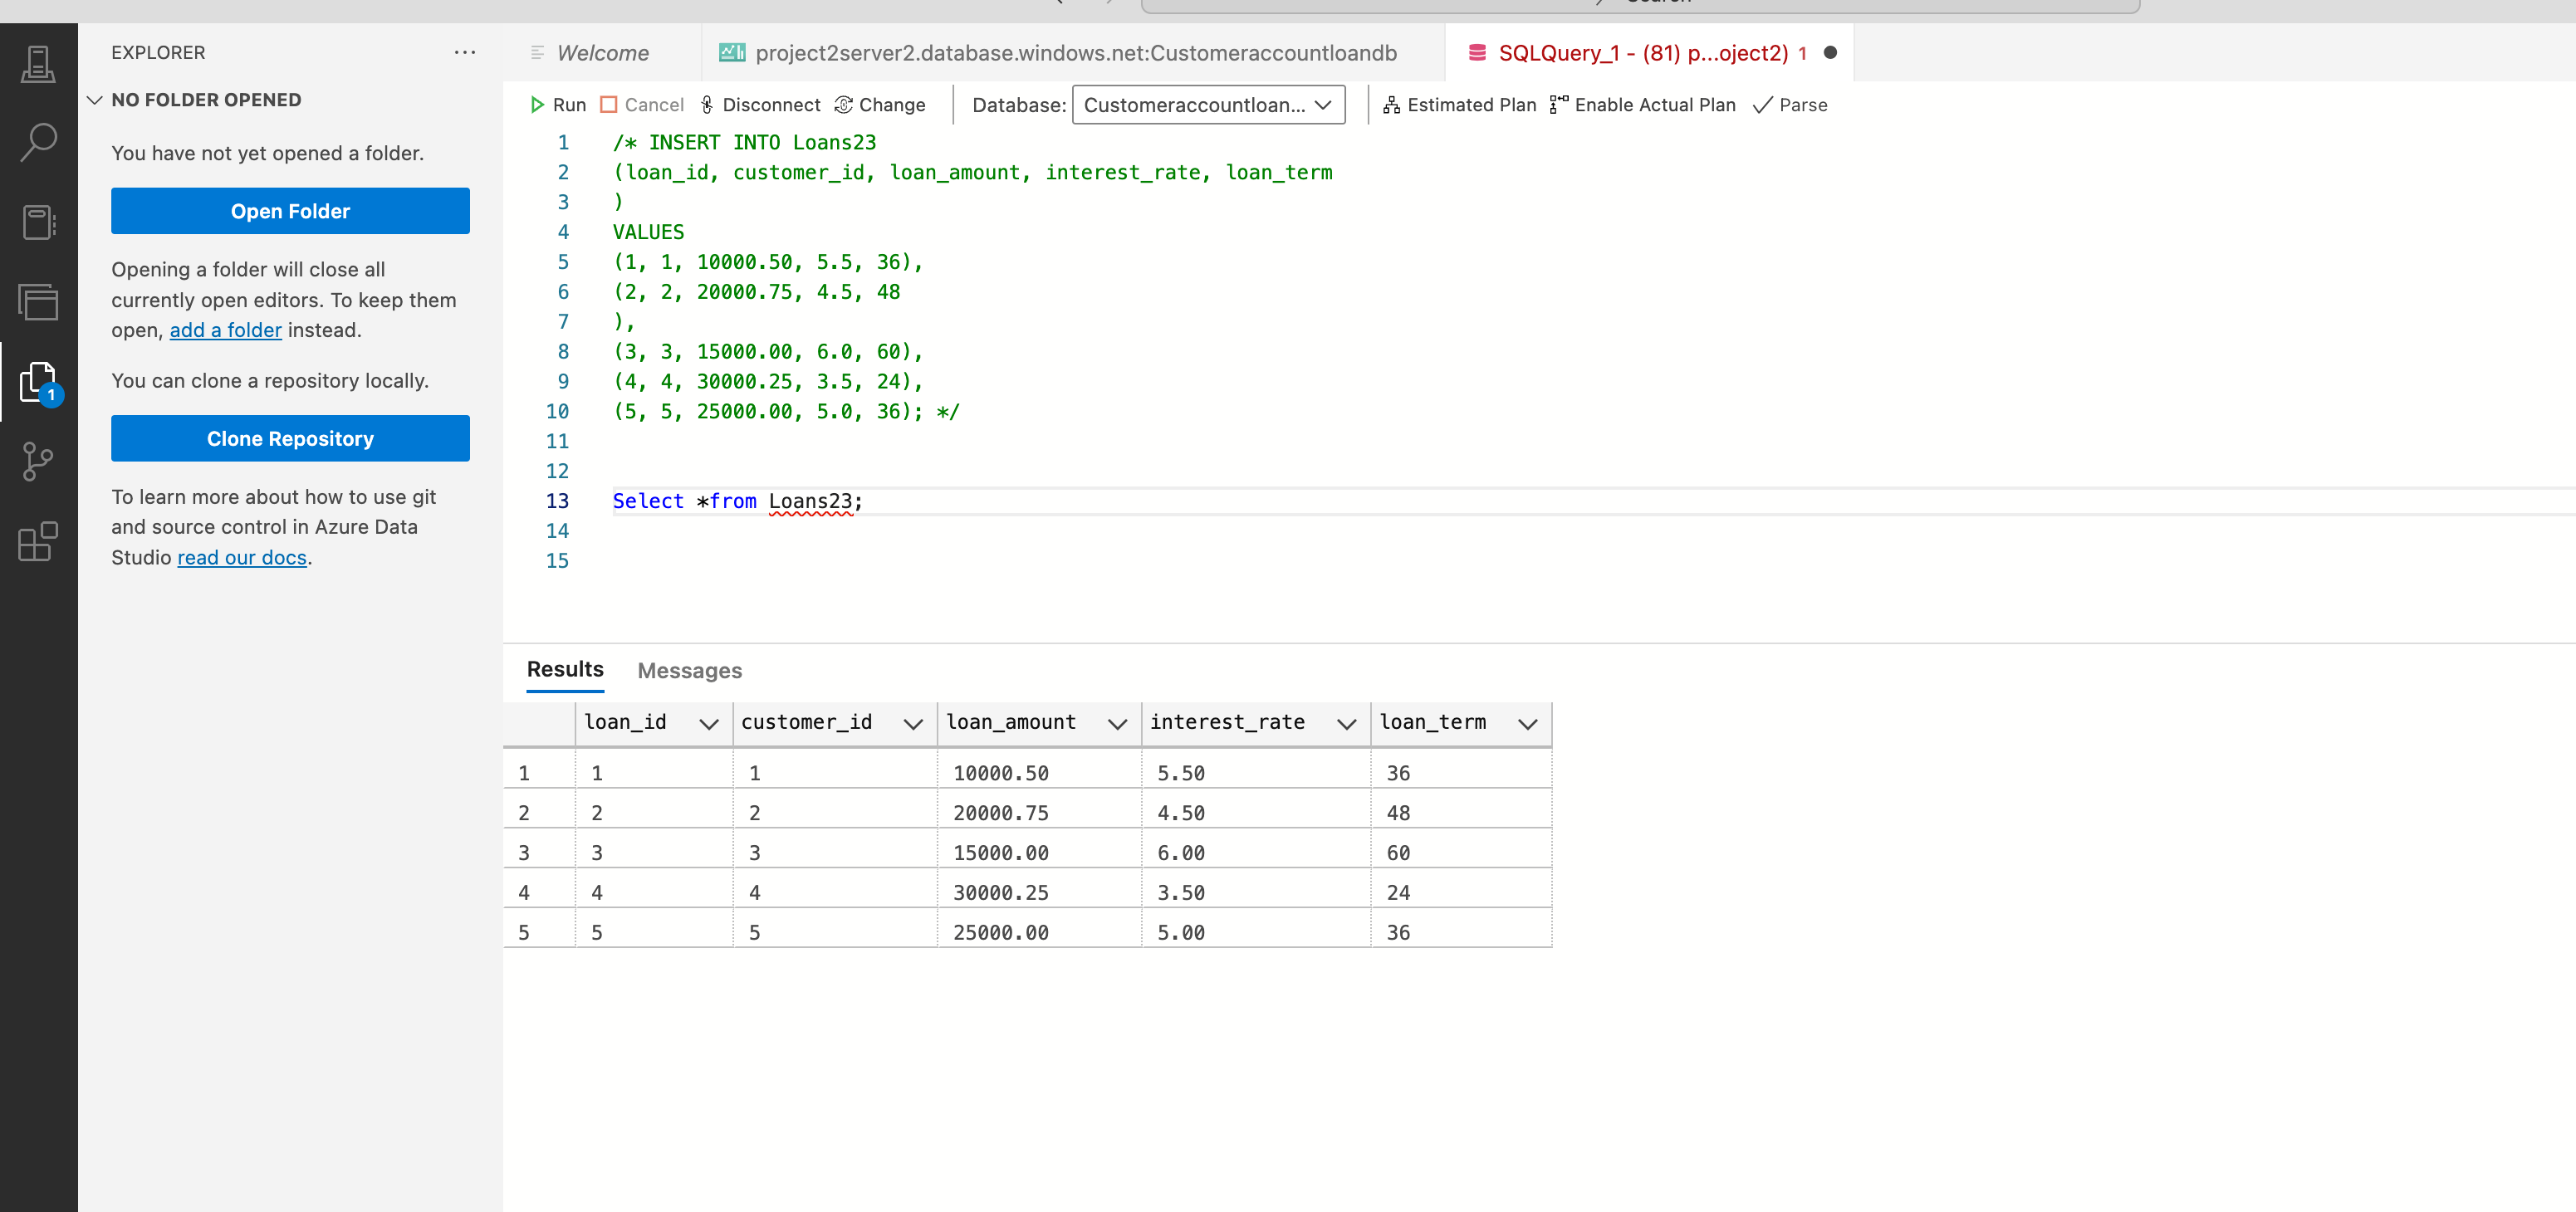 EXPLORER
NO FOLDER OPENED
You have not yet opened a folder.
Open Folder
Opening a folder will close all
currently open editors. To keep them
open, add a folder instead.
You can clone a repository locally.
Clone Repository
To learn more about how to use git
and source control in Azure Data
Studio read our docs.
1
Welcome
project2server2.database.windows.net:Customeraccountloandb
SQLQuery_1 - (81) p...oject2) 1
Run Cancel Disconnect Change Database: Customeraccountloan... Estimated Plan Enable Actual Plan Parse
1 /* INSERT INTO Loans23
2 (loan_id, customer_id, loan_amount, interest_rate, loan_term
3 )
4 VALUES
5 (1, 1, 10000.50, 5.5, 36),
6 (2, 2, 20000.75, 4.5, 48
7 ),
8 (3, 3, 15000.00, 6.0, 60),
9 (4, 4, 30000.25, 3.5, 24),
10 (5, 5, 25000.00, 5.0, 36); */
11
12
13 Select *from Loans23;
14
15
Results Messages
loan_id customer_id loan_amount interest_rate loan_term
1 1 1 10000.50 5.50 36
2 2 2 20000.75 4.50 48
3 3 3 15000.00 6.00 60
4 4 4 30000.25 3.50 24
5 5 5 25000.00 5.00 36